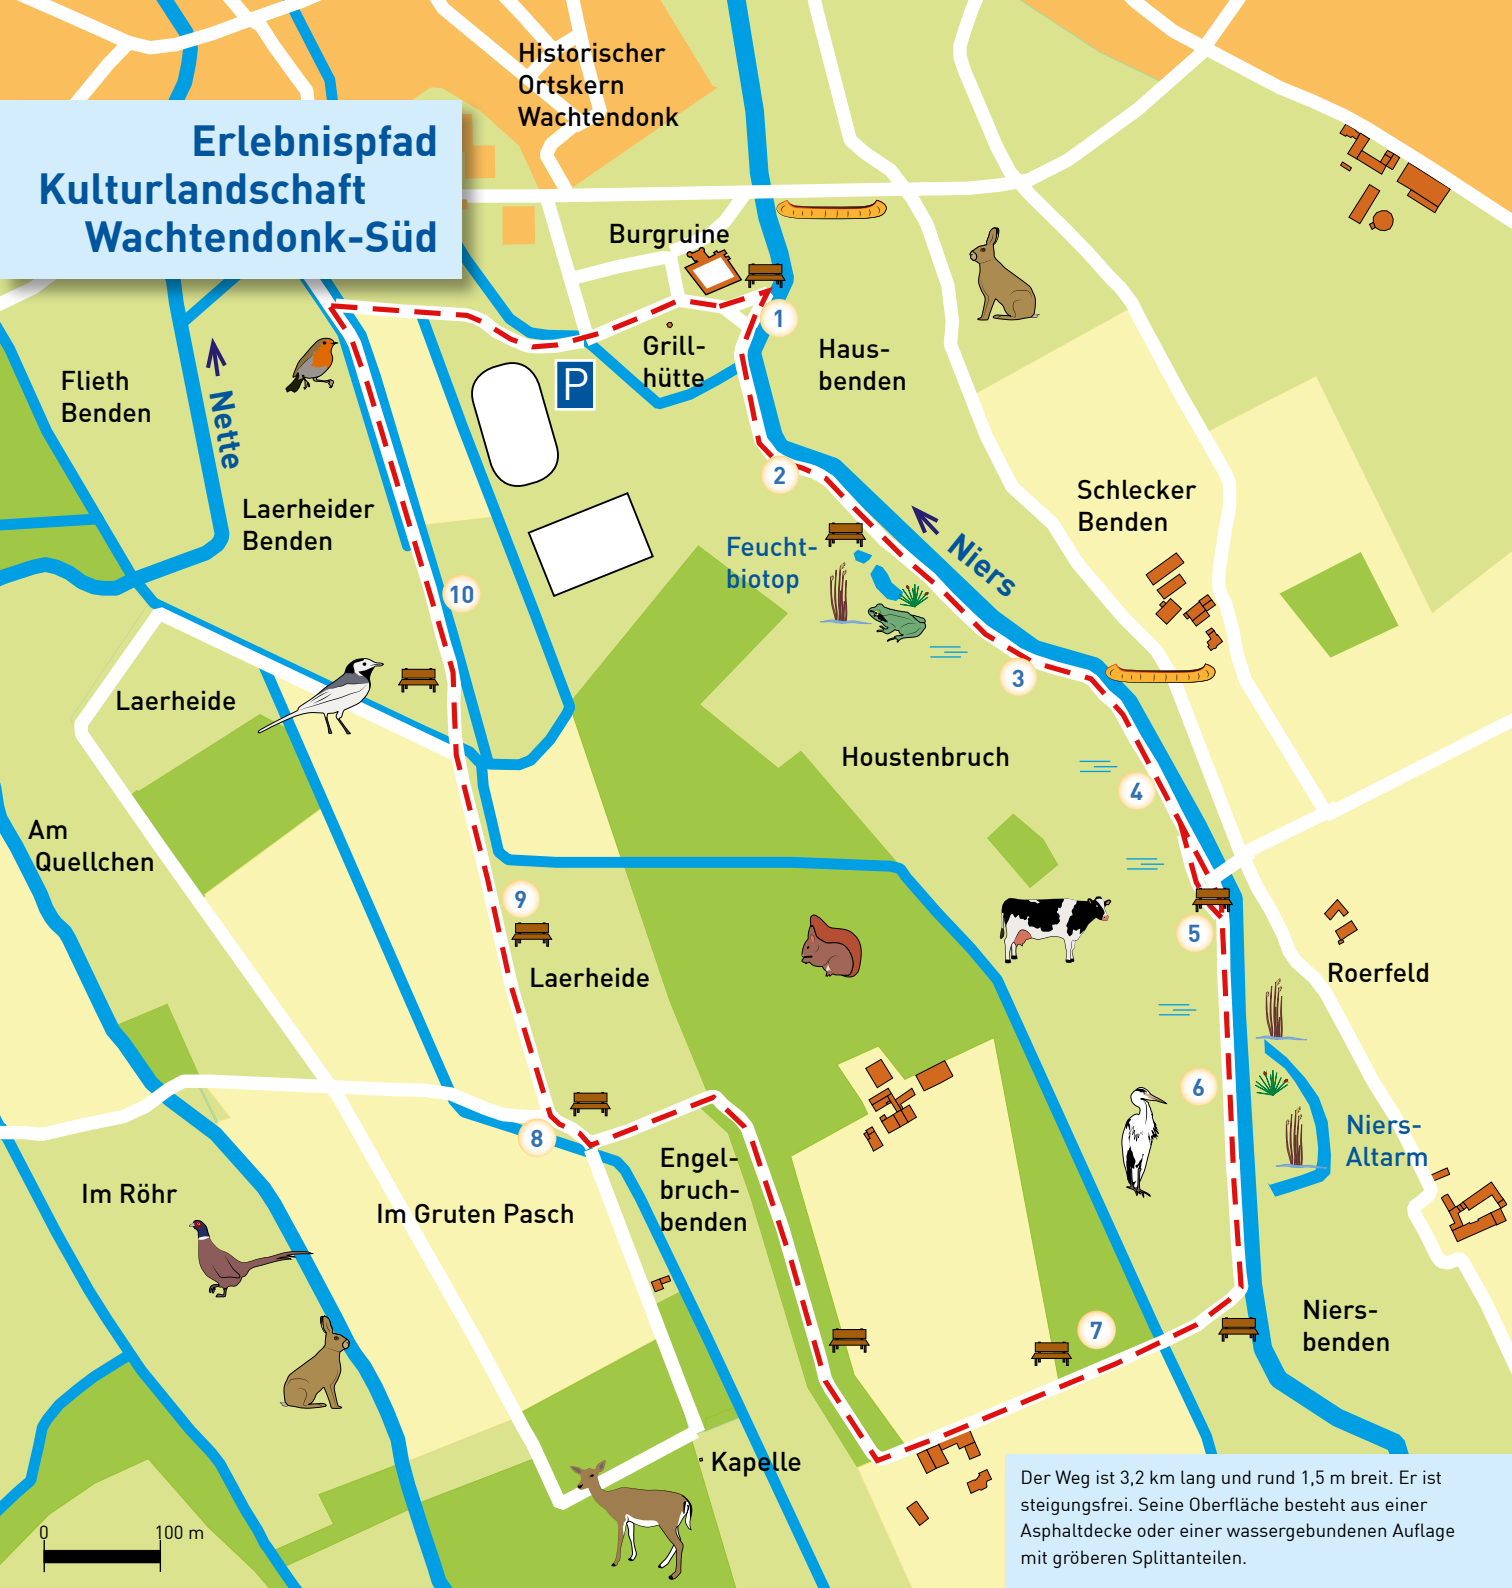 Historischer
Ortskern
Wachtendonk
Erlebnispfad
Kulturlandschaft
Wachtendonk-Süd
Burgruine
1
Grill-
hütte
Haus-
benden
P
Flieth
Benden
Nette
Laerheider
Benden
2
Schlecker
Benden
Feucht-
biotop
Niers
10
3
Laerheide
Houstenbruch
4
Am
Quellchen
9
5
Laerheide
Roerfeld
6
Niers-
Altarm
8
Engel-
bruch-
benden
Im Röhr
Im Gruten Pasch
7
Niers-
benden
Kapelle
0 100 m
Der Weg ist 3,2 km lang und rund 1,5 m breit. Er ist
steigungsfrei. Seine Oberfläche besteht aus einer
Asphaltdecke oder einer wassergebundenen Auflage
mit gröberen Splittanteilen.